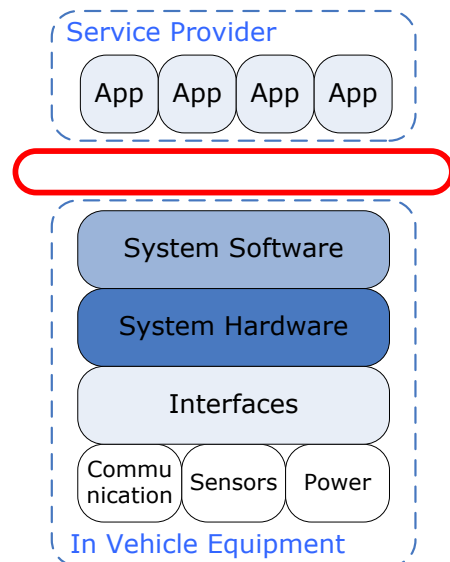 Service Provider
App App App App
System Software
System Hardware
Interfaces
Commu
nication Sensors Power
In Vehicle Equipment